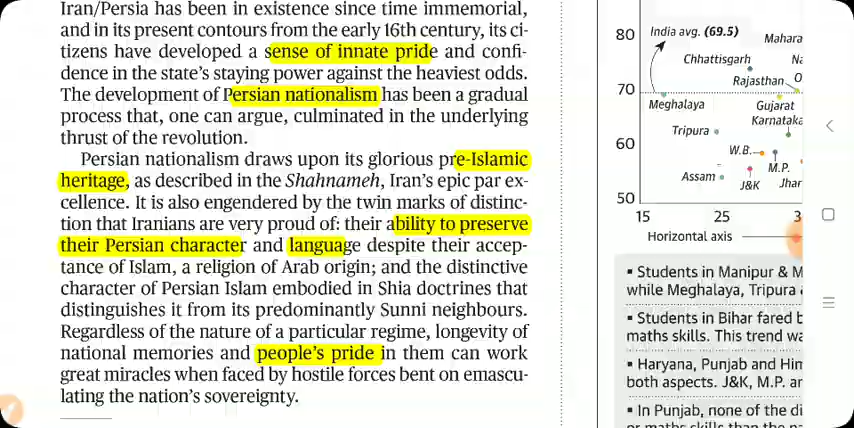 Iran/Persia has been in existence since time immemorial,
and in its present contours from the early 16th century, its ci-
tizens have developed a sense of innate pride and confi-
dence in the state's staying power against the heaviest odds.
The development of Persian nationalism has been a gradual
process that, one can argue, culminated in the underlying
thrust of the revolution.
Persian nationalism draws upon its glorious pre-Islamic
heritage, as described in the Shahnameh, Iran's epic par ex-
cellence. It is also engendered by the twin marks of distinc-
tion that Iranians are very proud of: their ability to preserve
their Persian character and language despite their accep-
tance of Islam, a religion of Arab origin; and the distinctive
character of Persian Islam embodied in Shia doctrines that
distinguishes it from its predominantly Sunni neighbours.
Regardless of the nature of a particular regime, longevity of
national memories and people's pride in them can work
great miracles when faced by hostile forces bent on emascu-
lating the nation's sovereignty.
80
India avg. (69.5)
Mahara
Chhattisgarh
Na
Rajasthan
O
70
Meghalaya
Gujarat
Karnataka
Tripura
60
W.B.
M.P.
Assam
J&K
Jhar
50
15
25
3
Horizontal axis
▪ Students in Manipur & M
while Meghalaya, Tripura
▪ Students in Bihar fared b
maths skills. This trend wa
▪ Haryana, Punjab and Him
both aspects. J&K, M.P. ar
▪ In Punjab, none of the di